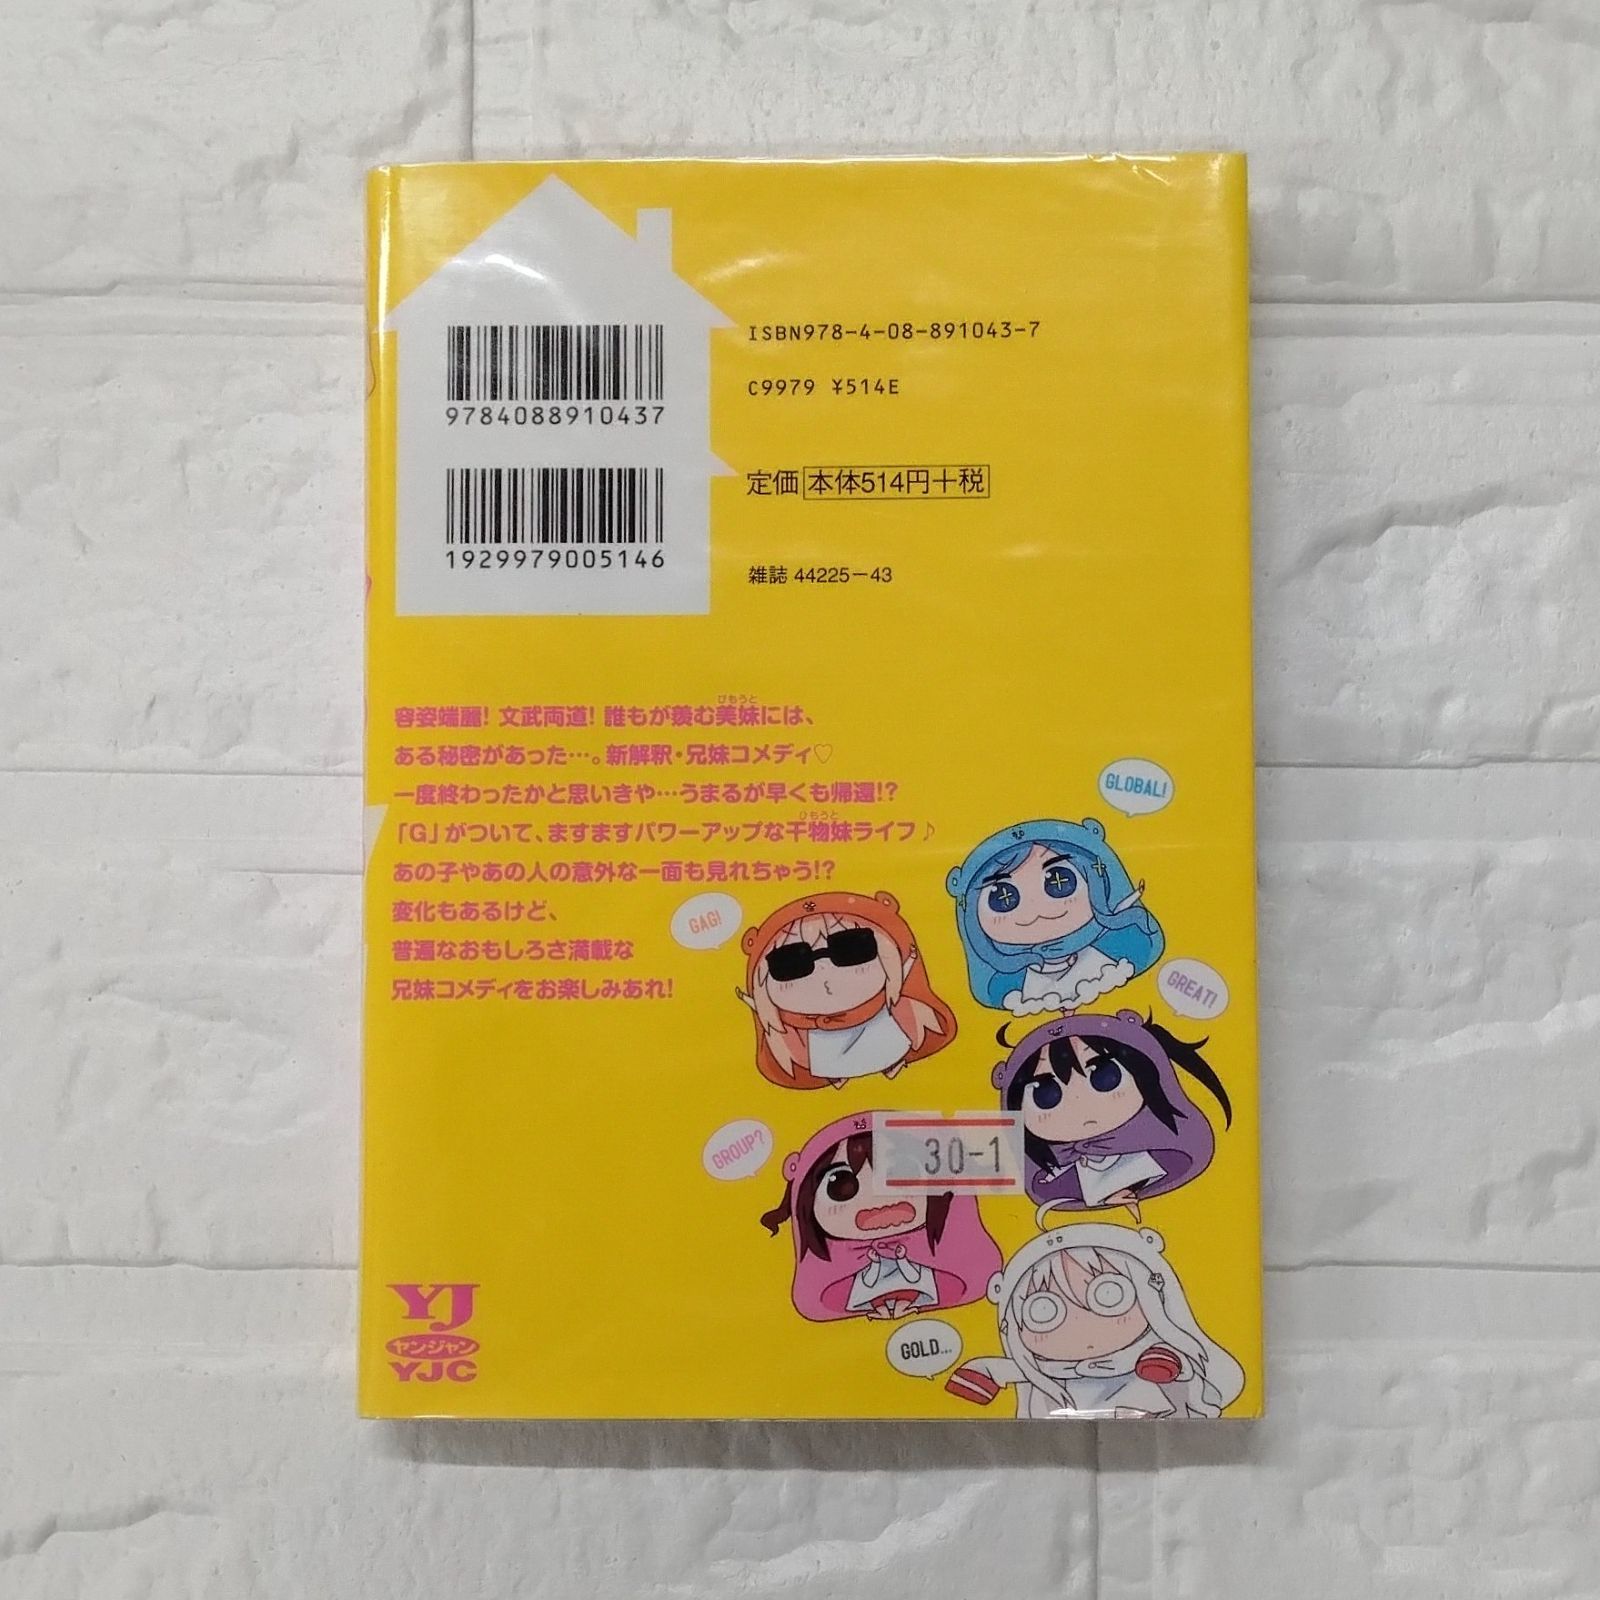 ISBN978-4-08-891043-7
C9979 ¥514E
9784088910437
定価 本体514円+税
1929979005146
雑誌 44225-43
びもうと
容姿端麗! 文武両道! 誰もが羨む美妹には、
ある秘密があった…。新解釈・兄妹コメディ♡
一度終わったかと思いきや…うまるが早くも帰還!?
ひもうと
「G」がついて、ますますパワーアップな干物妹ライフ♪
あの子やあの人の意外な一面も見れちゃう!?
変化もあるけど、
普遍なおもしろさ満載な
兄妹コメディをお楽しみあれ!
GLOBAL!
GAG!
GREAT!
GROUP?
30-1
GOLD...
YJ
ヤンジャン
YJC